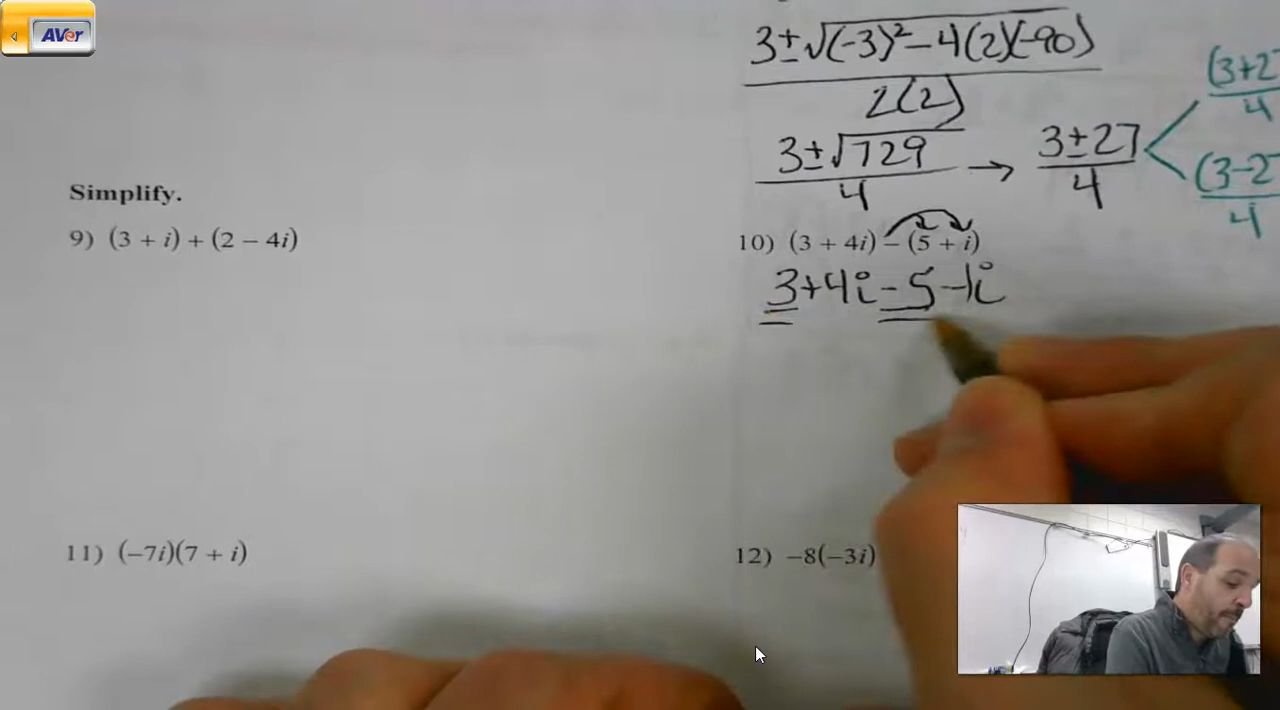 AVer
3±√(-3)²-4(2)(-90)
2(2)
3±√729
4
→
3±27
4
(3+2
4
(3-2
4
Simplify.
9) (3 + i) + (2 – 4i)
10) (3 + 4i) – (5 + i)
3+4i-5-1i
11) (–7i)(7 + i)
12) –8(–3i)